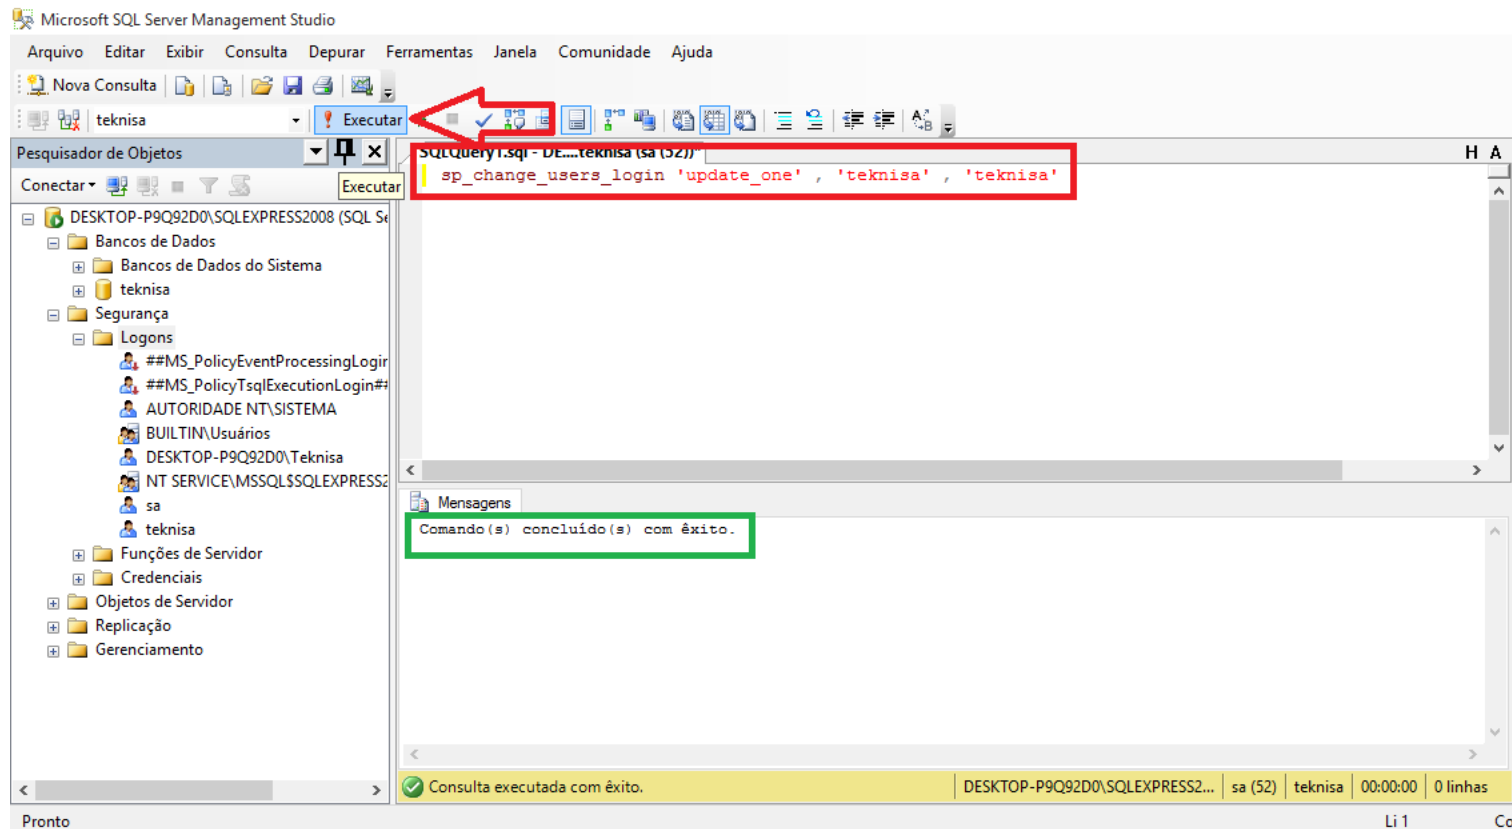 Microsoft SQL Server Management Studio
Arquivo Editar Exibir Consulta Depurar Ferramentas Janela Comunidade Ajuda
Nova Consulta
teknisa Executar
Pesquisador de Objetos
SQLQuery1.sql - DE....teknisa (sa (52))*
H A
Conectar
Executar
sp_change_users_login 'update_one' , 'teknisa' , 'teknisa'
DESKTOP-P9Q92D0\SQLEXPRESS2008 (SQL Se
Bancos de Dados
Bancos de Dados do Sistema
teknisa
Segurança
Logons
##MS_PolicyEventProcessingLogin
##MS_PolicyTsqlExecutionLogin##
AUTORIDADE NT\SISTEMA
BUILTIN\Usuários
DESKTOP-P9Q92D0\Teknisa
NT SERVICE\MSSQL$SQLEXPRESS2
sa
teknisa
Funções de Servidor
Credenciais
Objetos de Servidor
Replicação
Gerenciamento
Mensagens
Comando(s) concluído(s) com êxito.
Consulta executada com êxito.
DESKTOP-P9Q92D0\SQLEXPRESS2... sa (52) teknisa 00:00:00 0 linhas
Pronto
Li 1
Co